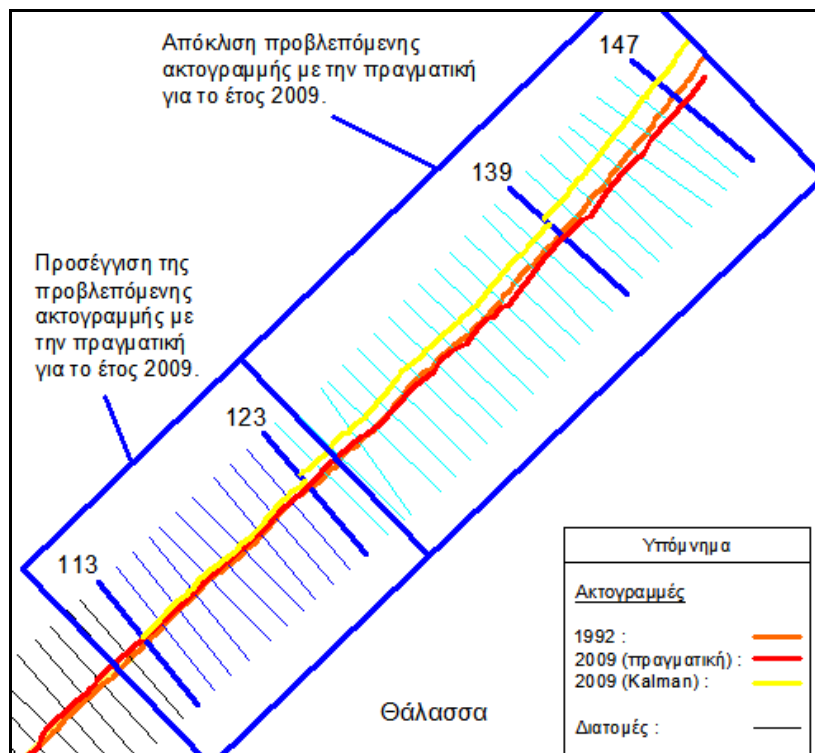 Απόκλιση προβλεπόμενης
ακτογραμμής με την πραγματική
για το έτος 2009.
147
139
Προσέγγιση της
προβλεπόμενης
ακτογραμμής με
την πραγματική
για το έτος 2009.
123
113
Θάλασσα
Υπόμνημα
Ακτογραμμές
1992 :
2009 (πραγματική) :
2009 (Kalman) :
Διατομές :